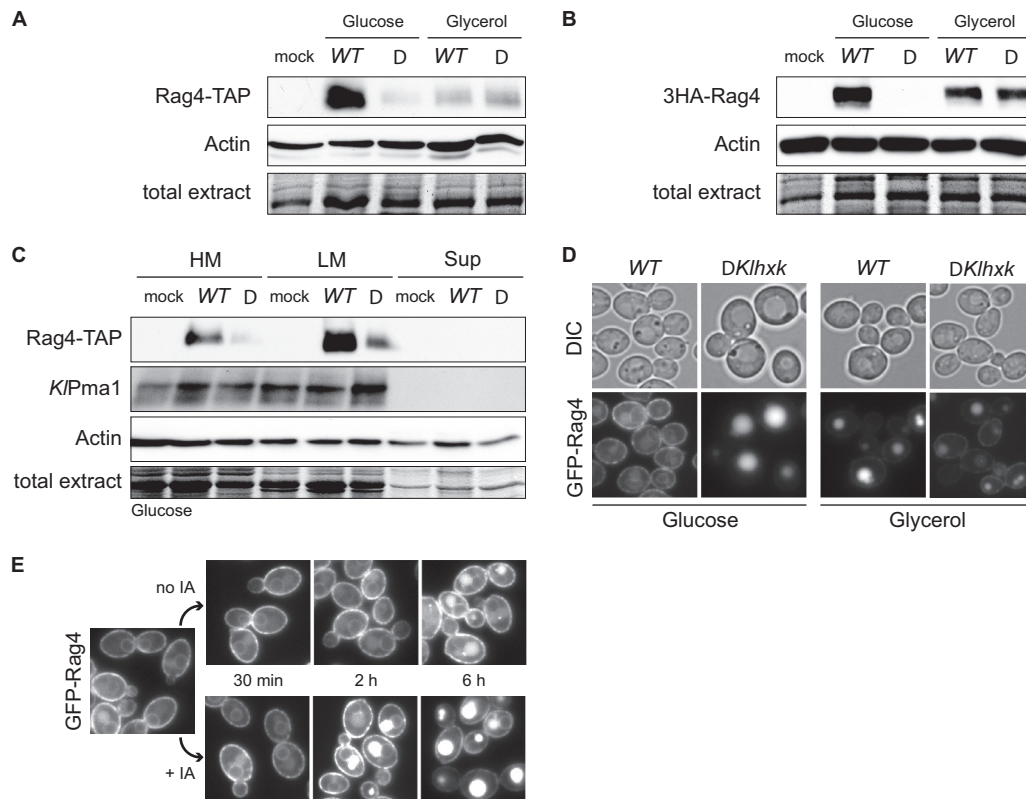 A
Glucose Glycerol
mock WT D WT D
Rag4-TAP
Actin
total extract
B
Glucose Glycerol
mock WT D WT D
3HA-Rag4
Actin
total extract
C
HM LM Sup
mock WT D mock WT D mock WT D
Rag4-TAP
KlPma1
Actin
total extract
Glucose
D
WT DKlhxk WT DKlhxk
DIC
GFP-Rag4
Glucose Glycerol
E
no IA
GFP-Rag4
30 min 2 h 6 h
+ IA